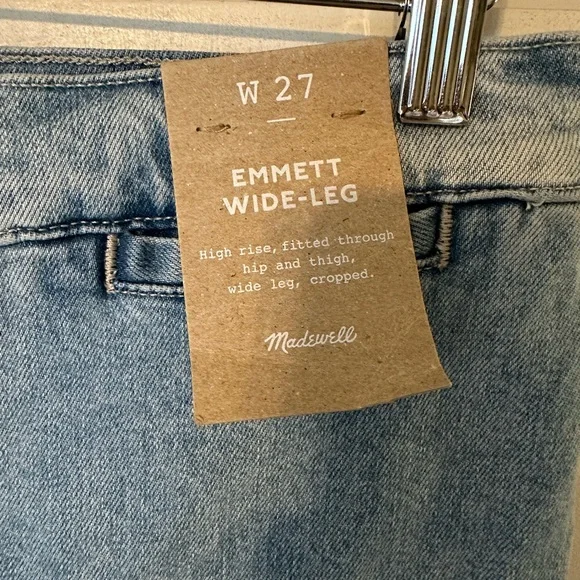 W 27
EMMETT
WIDE-LEG
High rise, fitted through
hip and thigh,
wide leg, cropped.
Madewell